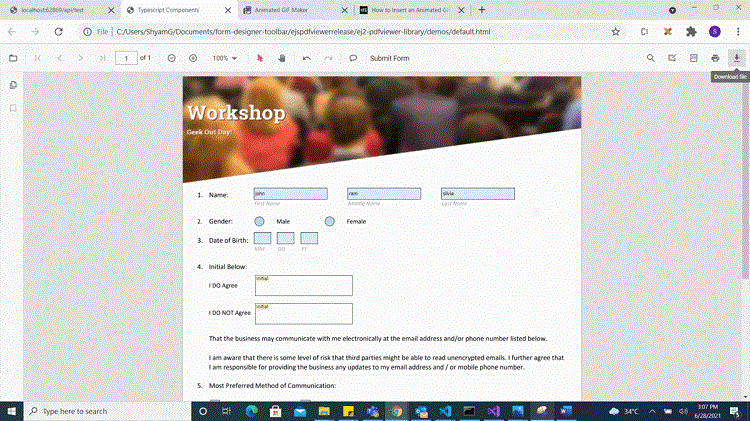 localhost:62869/api/test
Typescript Components
Animated GIF Maker
How to Insert an Animated GI
File | C:/Users/ShyamG/Documents/form-designer-toolbar/ejspdfviewerrelease/ej2-pdfviewer-library/demos/default.html
S
1 of 1
100%
Submit Form
Download file
Workshop
Geek Out Day!
1. Name: john ram silvia
First Name Middle Name Last Name
2. Gender: Male Female
3. Date of Birth:
MM DD YY
4. Initial Below:
I DO Agree Initial
I DO NOT Agree Initial
That the business may communicate with me electronically at the email address and/or phone number listed below.
I am aware that there is some level of risk that third parties might be able to read unencrypted emails. I further agree that
I am responsible for providing the business any updates to my email address and / or mobile phone number.
5. Most Preferred Method of Communication:
Type here to search
34°C
3:07 PM
6/28/2021